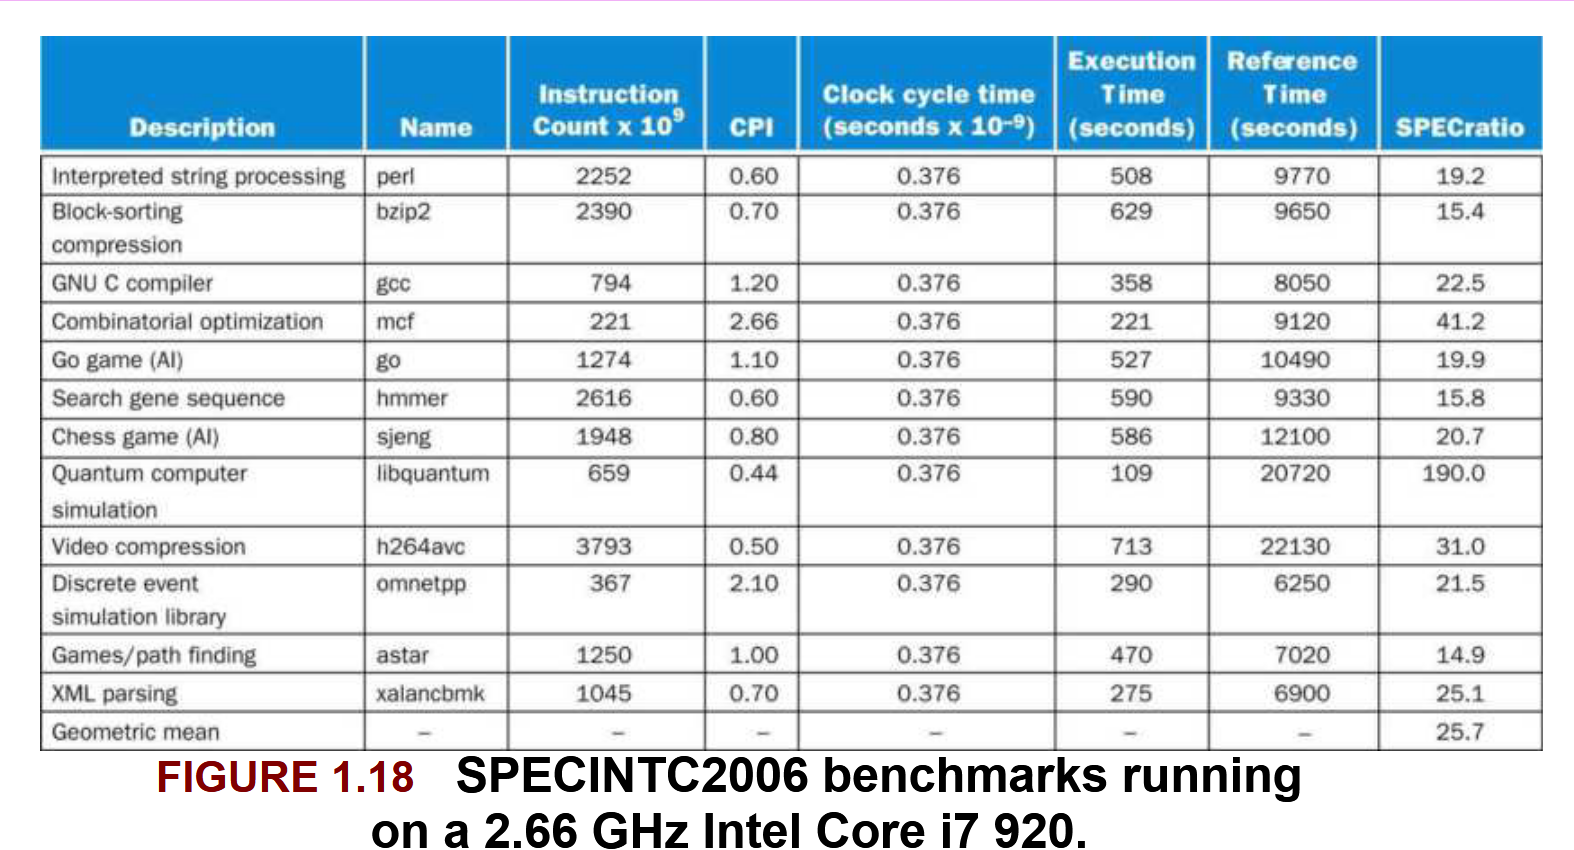 Description Name Instruction Count x 10⁹ CPI Clock cycle time (seconds x 10⁻⁹) Execution Time (seconds) Reference Time (seconds) SPECratio
Interpreted string processing perl 2252 0.60 0.376 508 9770 19.2
Block-sorting compression bzip2 2390 0.70 0.376 629 9650 15.4
GNU C compiler gcc 794 1.20 0.376 358 8050 22.5
Combinatorial optimization mcf 221 2.66 0.376 221 9120 41.2
Go game (AI) go 1274 1.10 0.376 527 10490 19.9
Search gene sequence hmmer 2616 0.60 0.376 590 9330 15.8
Chess game (AI) sjeng 1948 0.80 0.376 586 12100 20.7
Quantum computer simulation libquantum 659 0.44 0.376 109 20720 190.0
Video compression h264avc 3793 0.50 0.376 713 22130 31.0
Discrete event simulation library omnetpp 367 2.10 0.376 290 6250 21.5
Games/path finding astar 1250 1.00 0.376 470 7020 14.9
XML parsing xalancbmk 1045 0.70 0.376 275 6900 25.1
Geometric mean – – – – – – 25.7
FIGURE 1.18 SPECINTC2006 benchmarks running
on a 2.66 GHz Intel Core i7 920.